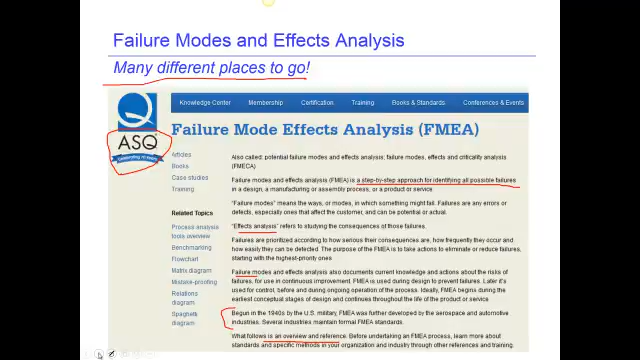 Failure Modes and Effects Analysis
Many different places to go!
Knowledge Center Membership Certification Training Books & Standards Conferences & Events
ASQ
Failure Mode Effects Analysis (FMEA)
Articles
Books
Case studies
Training
Related Topics
Process analysis
tools overview
Benchmarking
Flowchart
Matrix diagram
Mistake-proofing
Relations
diagram
Spaghetti
diagram
Also called: potential failure modes and effects analysis; failure modes, effects and criticality analysis
(FMECA)
Failure modes and effects analysis (FMEA) is a step-by-step approach for identifying all possible failures
in a design, a manufacturing or assembly process, or a product or service
"Failure modes" means the ways, or modes, in which something might fail. Failures are any errors or
defects, especially ones that affect the customer, and can be potential or actual.
"Effects analysis" refers to studying the consequences of those failures.
Failures are prioritized according to how serious their consequences are, how frequently they occur and
how easily they can be detected. The purpose of the FMEA is to take actions to eliminate or reduce failures,
starting with the highest-priority ones
Failure modes and effects analysis also documents current knowledge and actions about the risks of
failures, for use in continuous improvement. FMEA is used during design to prevent failures. Later it's
used for control, before and during ongoing operation of the process. Ideally, FMEA begins during the
earliest conceptual stages of design and continues throughout the life of the product or service
Begun in the 1940s by the U.S. military, FMEA was further developed by the aerospace and automotive
industries. Several industries maintain formal FMEA standards.
What follows is an overview and reference. Before undertaking an FMEA process, learn more about
standards and specific methods in your organization and industry through other references and training.